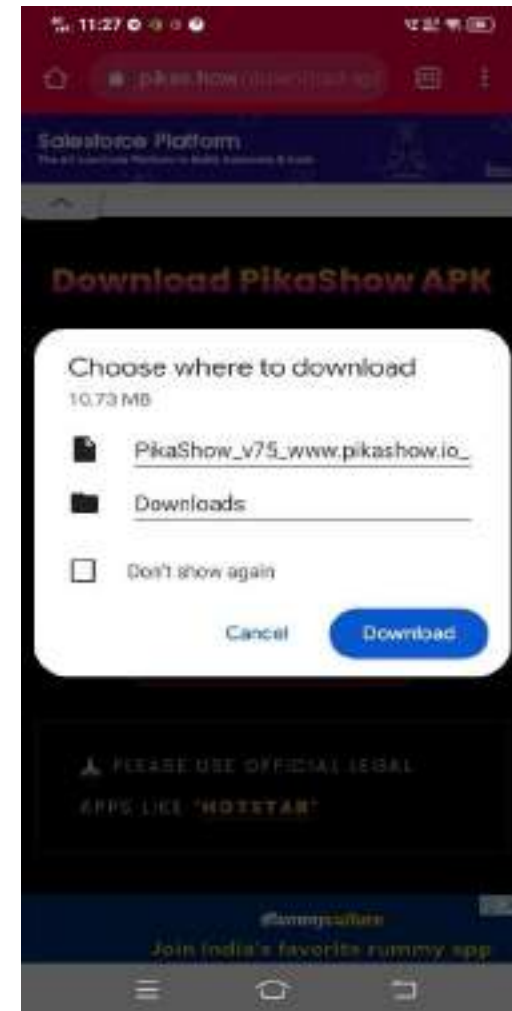 11:27
Salesforce Platform
Download PikaShow APK
Choose where to download
10.73 MB
PikaShow_v75_www.pikashow.io_
Downloads
Don't show again
Cancel
Download
PLEASE USE OFFICIAL LEGAL
APPS LIKE "HOTSTAR"
Join India's favorite rummy app